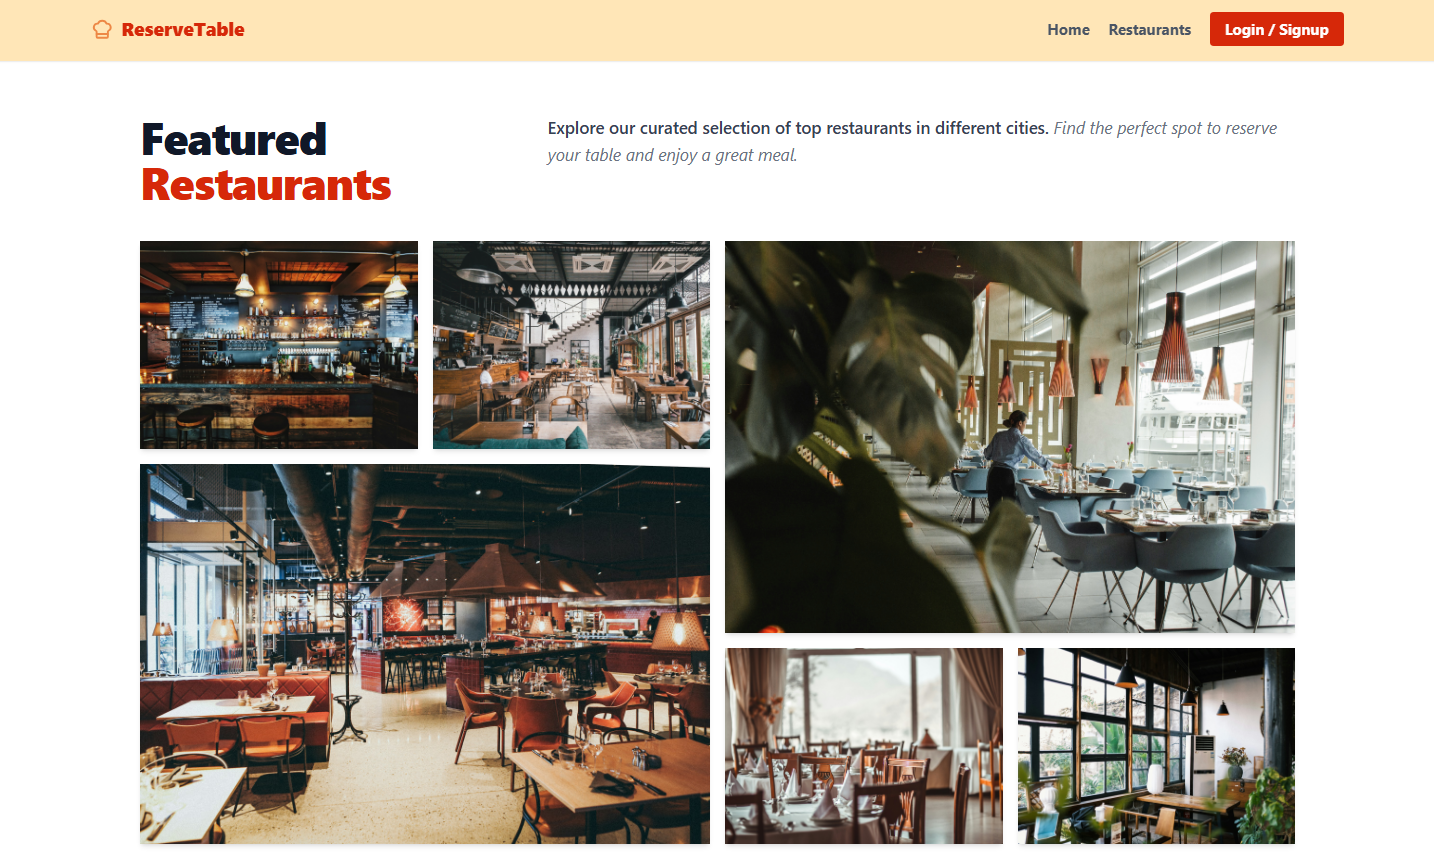 ReserveTable
Home
Restaurants
Login / Signup
Featured
Restaurants
Explore our curated selection of top restaurants in different cities. Find the perfect spot to reserve
your table and enjoy a great meal.